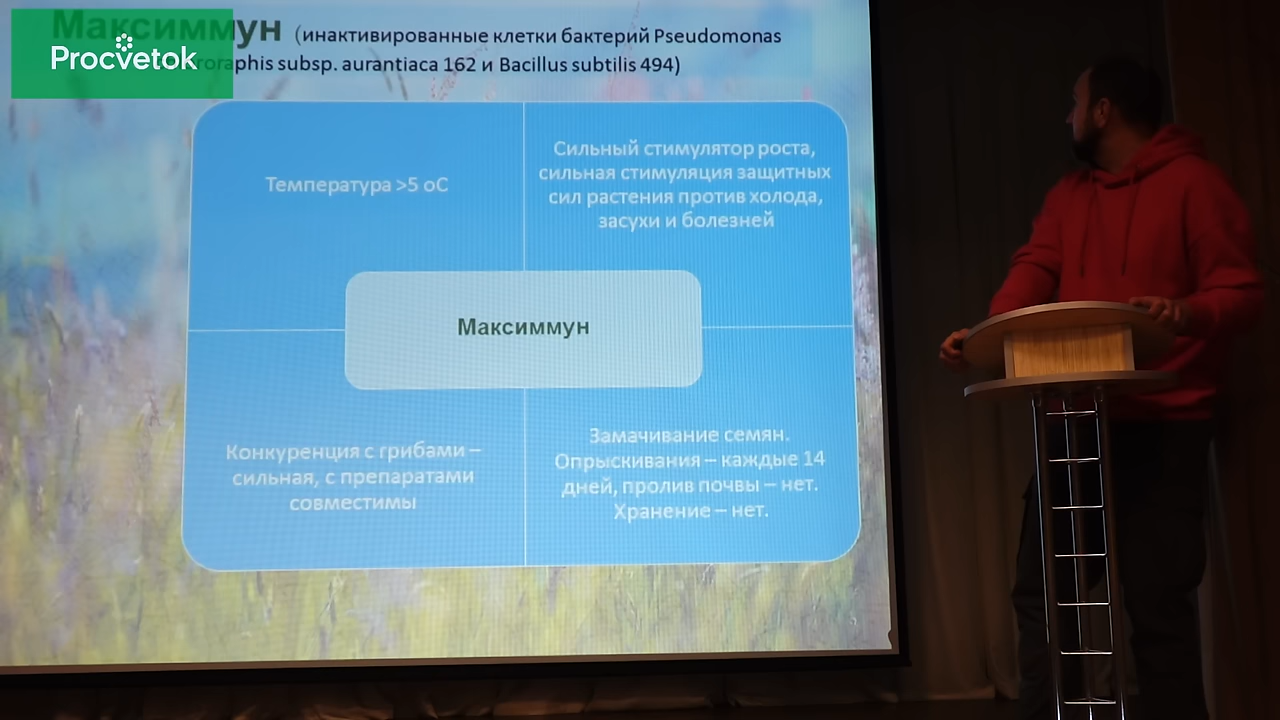 Максиммун (инактивированные клетки бактерий Pseudomonas
Procvetok
subsp. aurantiaca 162 и Bacillus subtilis 494)
Температура >5 оС
Сильный стимулятор роста,
сильная стимуляция защитных
сил растения против холода,
засухи и болезней
Максиммун
Конкуренция с грибами –
сильная, с препаратами
совместимы
Замачивание семян.
Опрыскивания – каждые 14
дней, пролив почвы – нет.
Хранение – нет.